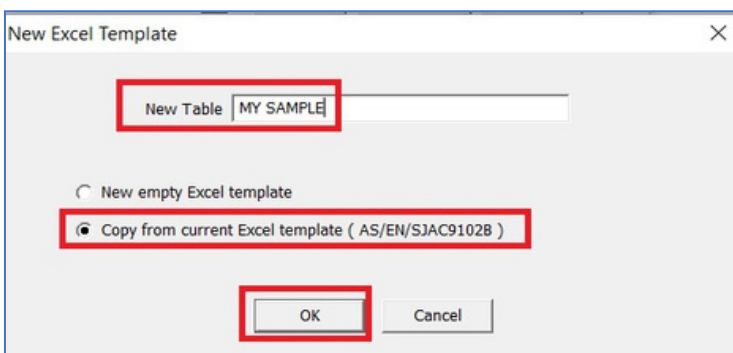 New Excel Template
New Table MY SAMPLE
New empty Excel template
Copy from current Excel template ( AS/EN/SJAC9102B )
OK Cancel